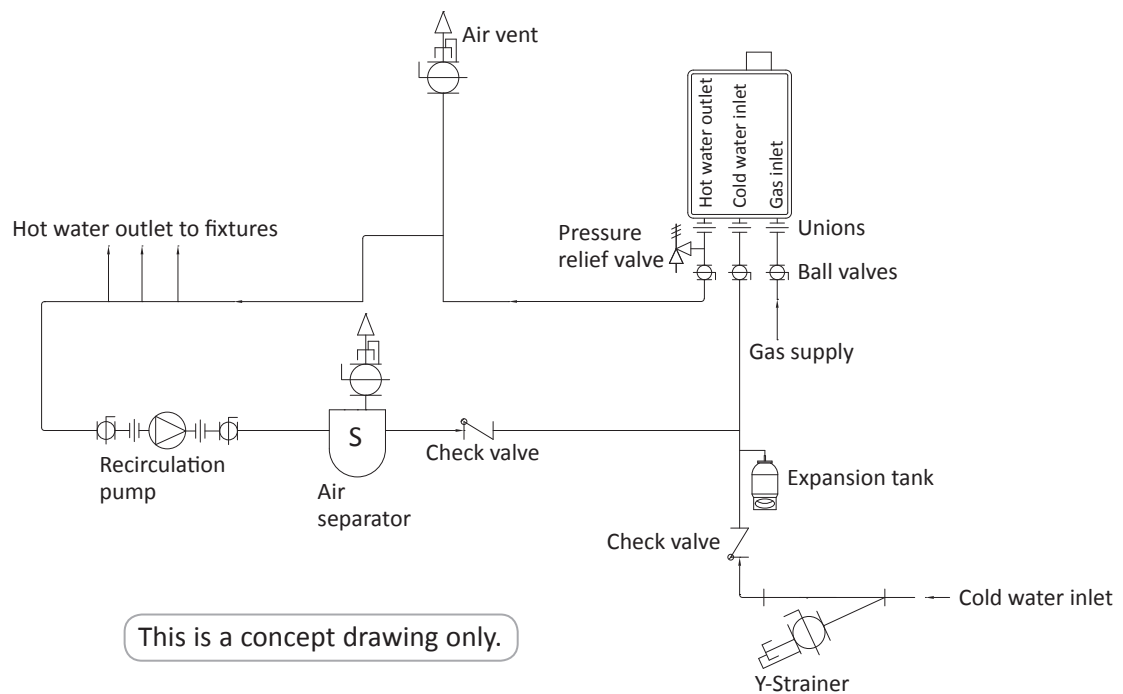 Air vent
Hot water outlet
Cold water inlet
Gas inlet
Hot water outlet to fixtures
Pressure
relief valve
Unions
Ball valves
Gas supply
S
Recirculation
pump
Air
separator
Check valve
Expansion tank
Check valve
Cold water inlet
Y-Strainer
This is a concept drawing only.